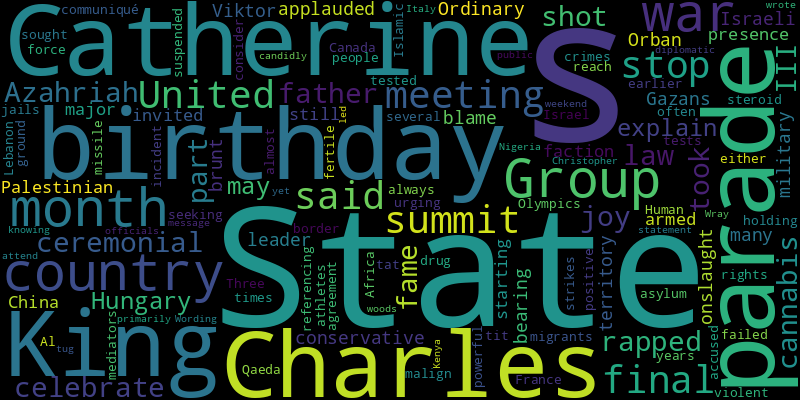 communiqué
Italy
wrote
Catherine
suspended
Viktor
applauded
Ordinary
Islamic
shot
war
Israeli
sought
force
consider
Canada
people
candidly
public
Orban
crimes
presence
S
reach
stop
diplomatic
III
Azahriah
United
father
meeting
tested
weekend
earlier
Gazans
steroid
jails
major
invited
still
several
blame
Israel
often
birthday
missile
led
Nigeria
explain
parade
Lebanon
ground
incident
part
brunt
almost
fertile
faction
law
tests
Christopher
either
military
Palestinian
may
said
always
Group
Olympics
Human
took
month
seeking
message
urging
joy
armed
Wray
holding
knowing
yet
officials
border
summit
statement
many
ceremonial
leader
State
fame
attend
country
referencing
athletes
agreement
Africa
tat
drug
starting
bearing
strikes
positive
territory
asylum
onslaught
rights
cannabis
China
Hungary
Three
times
woods
King
Al
tug
mediators
primarily
Wording
conservative
Charles
Kenya
powerful
tit
migrants
rapped
failed
accused
years
celebrate
Qaeda
malign
France
final
violent